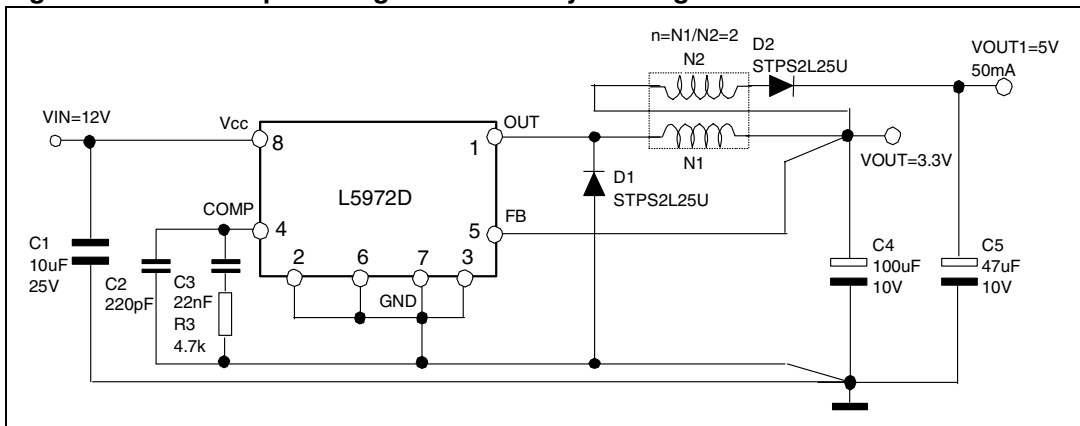 n=N1/N2=2
N2
D2
STPS2L25U
VOUT1=5V
50mA
VIN=12V
Vcc
8
OUT
1
N1
VOUT=3.3V
D1
STPS2L25U
L5972D
COMP
4
FB
5
2
6
7
3
GND
C1
10uF
25V
C2
220pF
C3
22nF
R3
4.7k
C4
100uF
10V
C5
47uF
10V